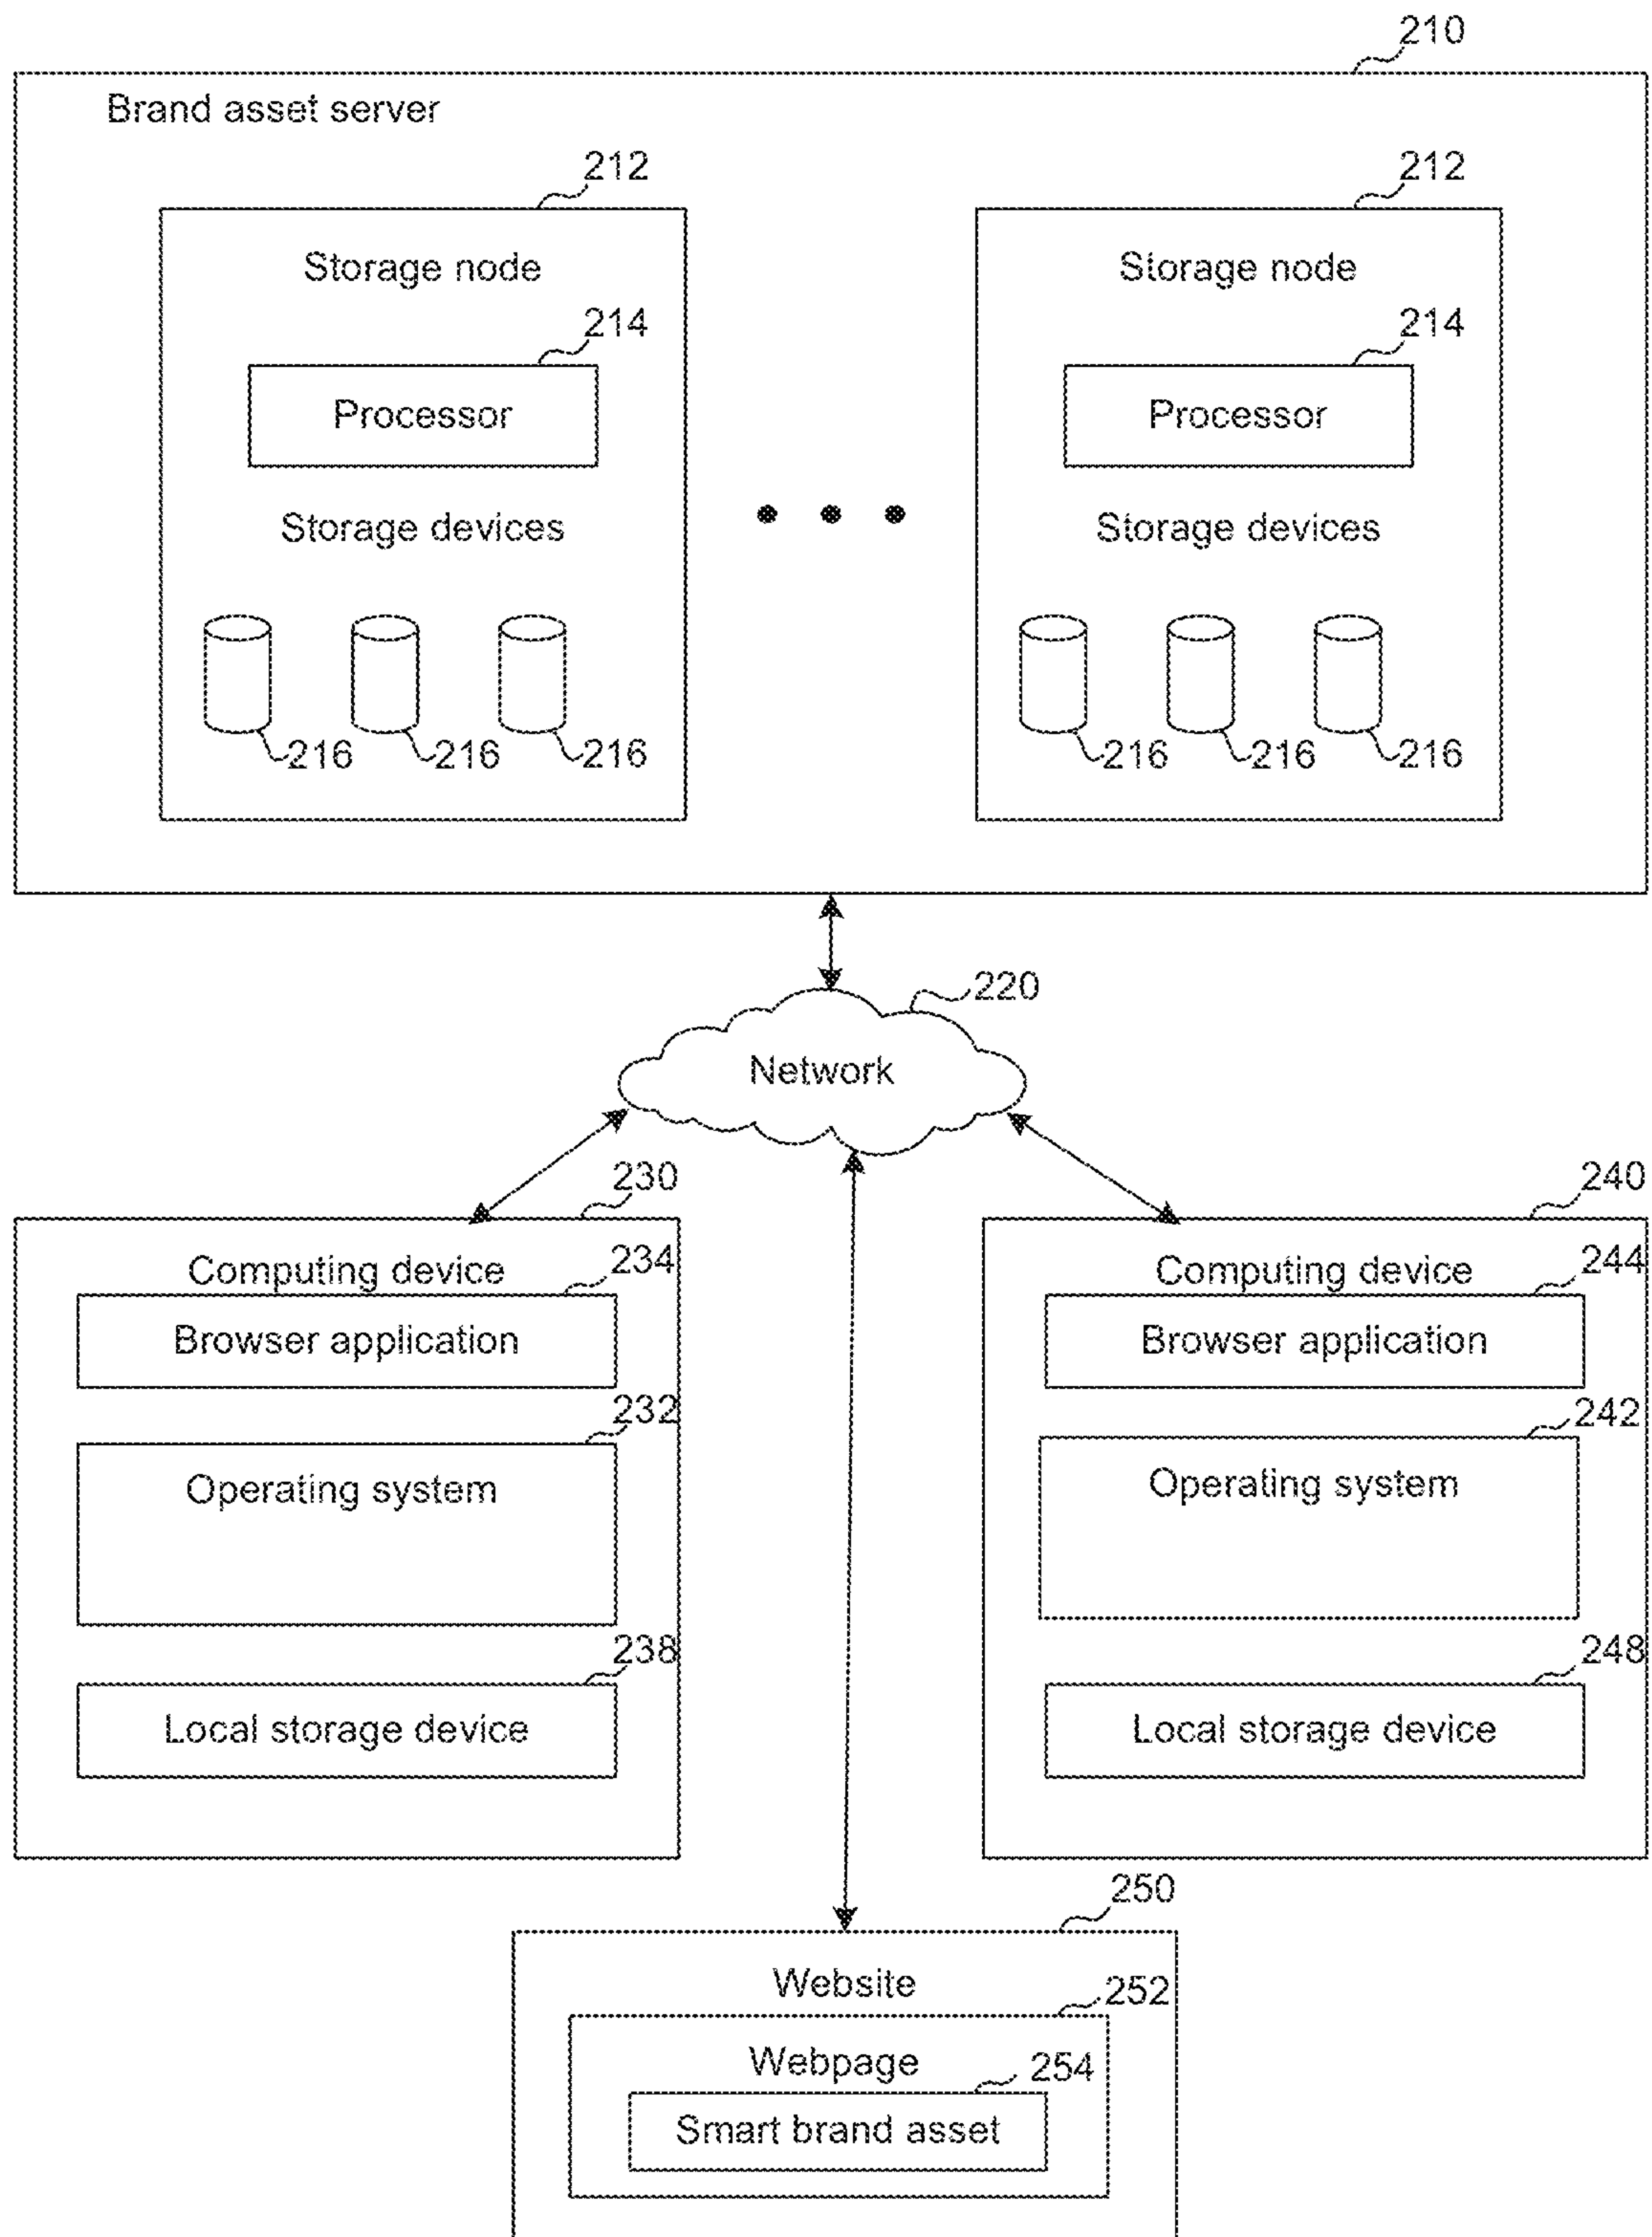 210
Brand asset server
212
212
Storage node
Storage node
214
214
Processor
Processor
Storage devices
Storage devices
216 216 216
216 216 216
220
Network
230
240
Computing device
234
Computing device
244
Browser application
Browser application
232
242
Operating system
Operating system
238
248
Local storage device
Local storage device
250
Website
252
Webpage
254
Smart brand asset